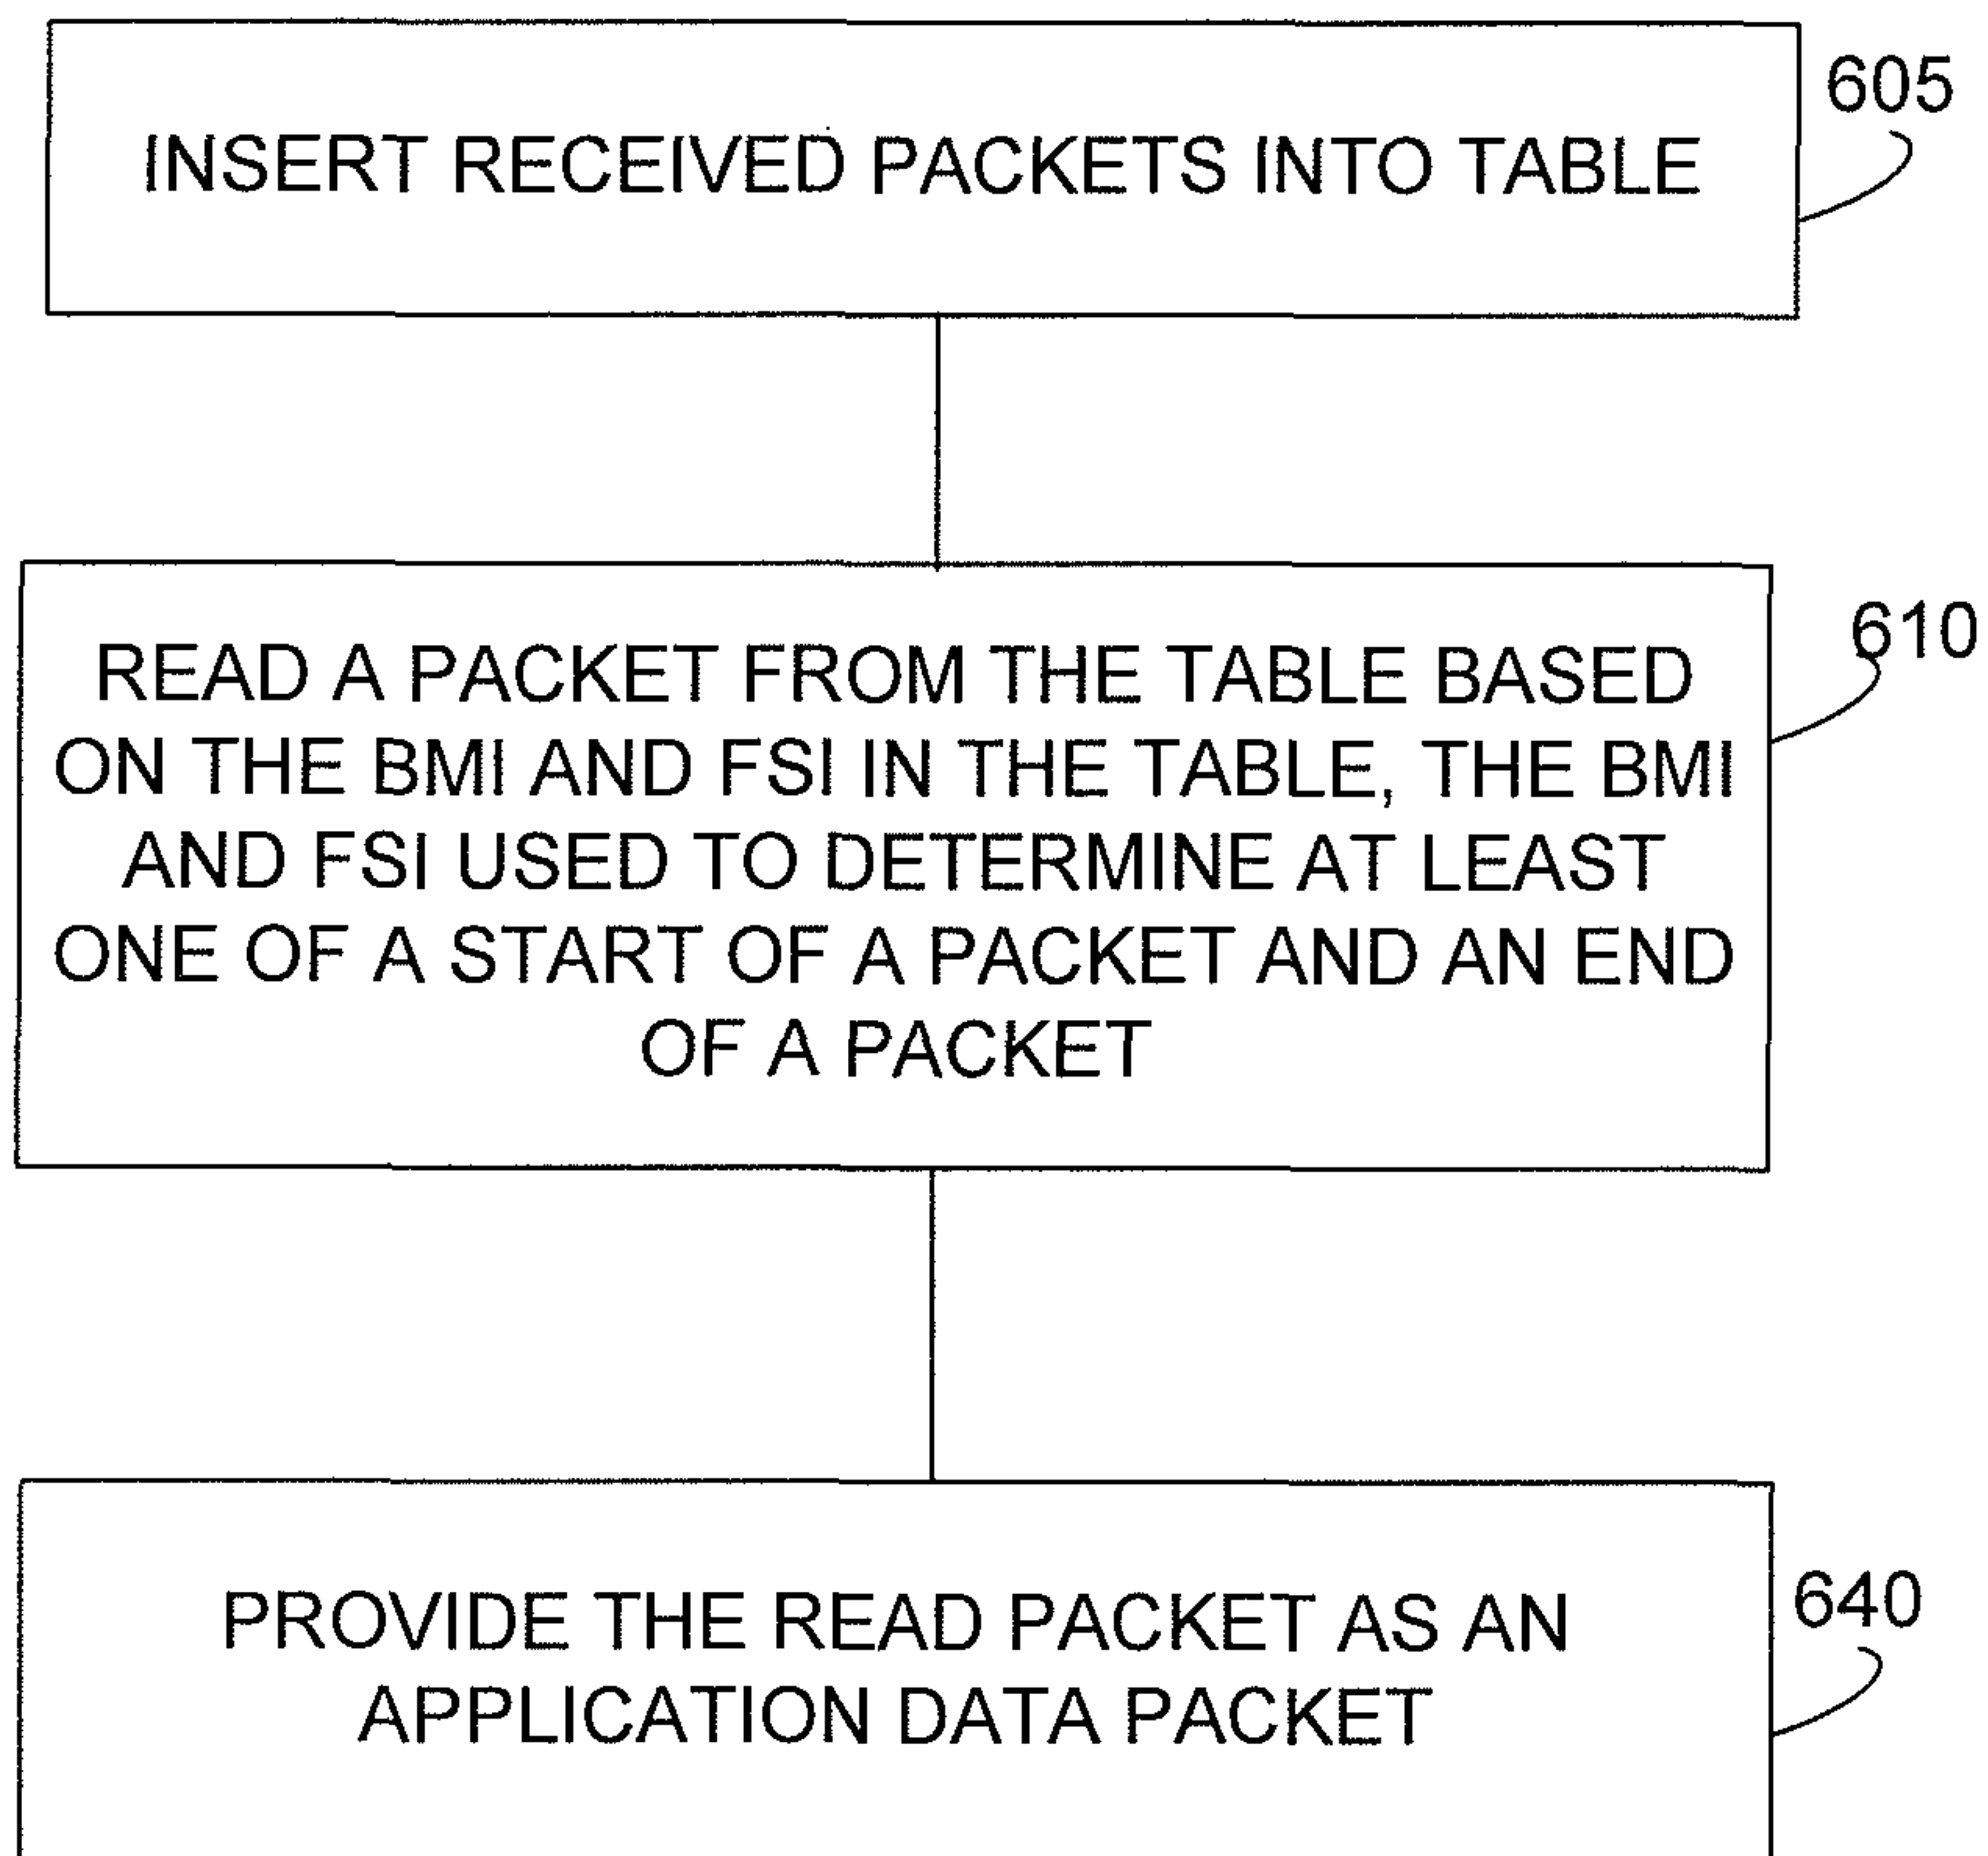 605
INSERT RECEIVED PACKETS INTO TABLE
610
READ A PACKET FROM THE TABLE BASED
ON THE BMI AND FSI IN THE TABLE, THE BMI
AND FSI USED TO DETERMINE AT LEAST
ONE OF A START OF A PACKET AND AN END
OF A PACKET
640
PROVIDE THE READ PACKET AS AN
APPLICATION DATA PACKET